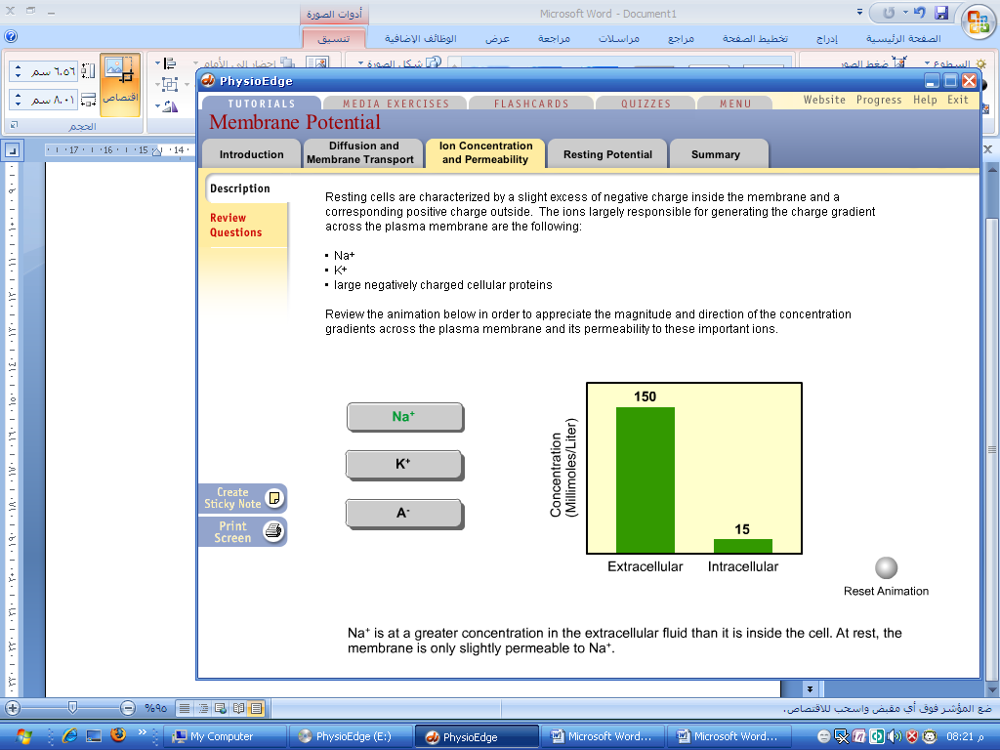 أدوات الصورة
Microsoft Word - Document1
الصفحة الرئيسية
إدراج
تخطيط الصفحة
مراجع
مراسلات
مراجعة
عرض
الوظائف الإضافية
تنسيق
السطوع
ضغط الصور
شكل الصورة
إحضار إلى الأمام
اقتصاص
٦.٥٦ سم
٨.٠١ سم
الحجم
PhysioEdge
TUTORIALS
MEDIA EXERCISES
FLASHCARDS
QUIZZES
MENU
Website Progress Help Exit
Membrane Potential
Introduction
Diffusion and
Membrane Transport
Ion Concentration
and Permeability
Resting Potential
Summary
Description
Review
Questions
Resting cells are characterized by a slight excess of negative charge inside the membrane and a
corresponding positive charge outside. The ions largely responsible for generating the charge gradient
across the plasma membrane are the following:
• Na+
• K+
• large negatively charged cellular proteins
Review the animation below in order to appreciate the magnitude and direction of the concentration
gradients across the plasma membrane and its permeability to these important ions.
Na⁺
K⁺
A⁻
Concentration
(Millimoles/Liter)
150
15
Extracellular
Intracellular
Create
Sticky Note
Print
Screen
Reset Animation
Na⁺ is at a greater concentration in the extracellular fluid than it is inside the cell. At rest, the
membrane is only slightly permeable to Na⁺.
ضع المؤشر فوق أي مقبض واسحب للاقتصاص.
%٩٥
My Computer
PhysioEdge (E:)
PhysioEdge
Microsoft Word...
Microsoft Word...
08:21 م